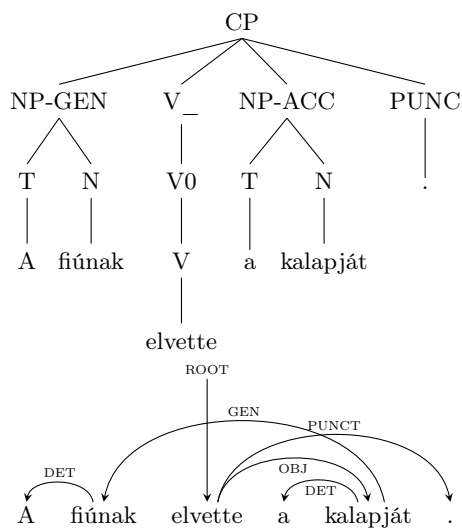 CP
NP-GEN V_ NP-ACC PUNC
T N V0 T N .
A fiúnak V a kalapját
elvette
ROOT
GEN PUNCT
DET OBJ DET
A fiúnak elvette a kalapját .